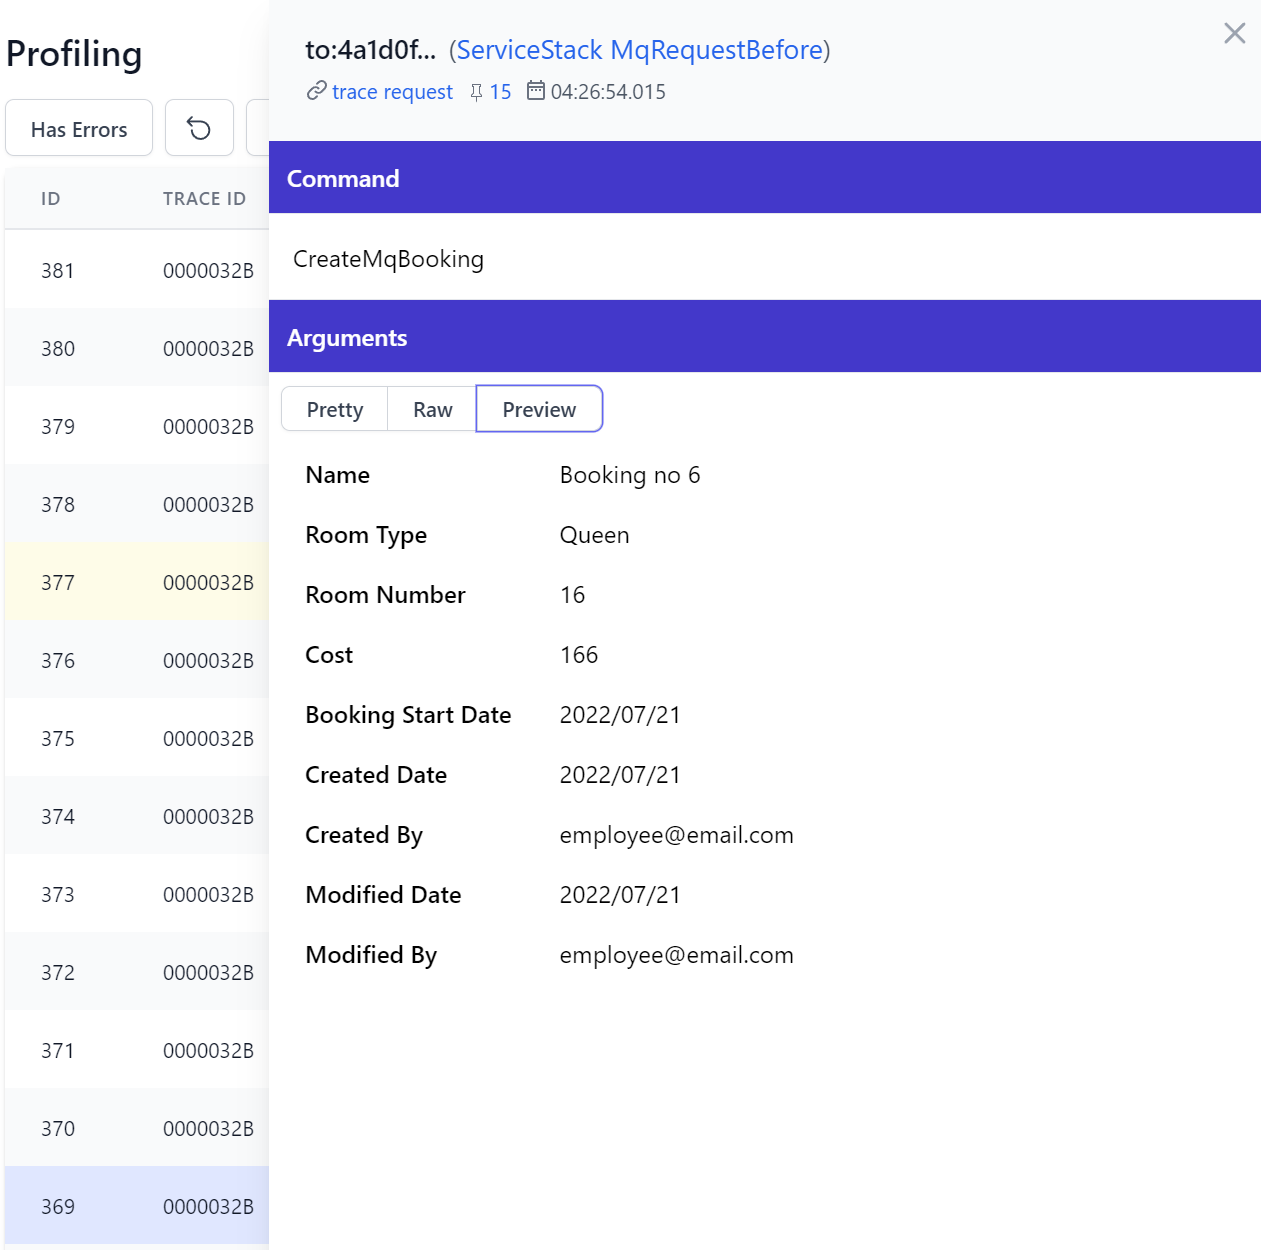 Profiling
Has Errors
ID TRACE ID
381 0000032B
380 0000032B
379 0000032B
378 0000032B
377 0000032B
376 0000032B
375 0000032B
374 0000032B
373 0000032B
372 0000032B
371 0000032B
370 0000032B
369 0000032B
to:4a1d0f... (ServiceStack MqRequestBefore)
trace request 15 04:26:54.015
Command
CreateMqBooking
Arguments
Pretty Raw Preview
Name Booking no 6
Room Type Queen
Room Number 16
Cost 166
Booking Start Date 2022/07/21
Created Date 2022/07/21
Created By employee@email.com
Modified Date 2022/07/21
Modified By employee@email.com